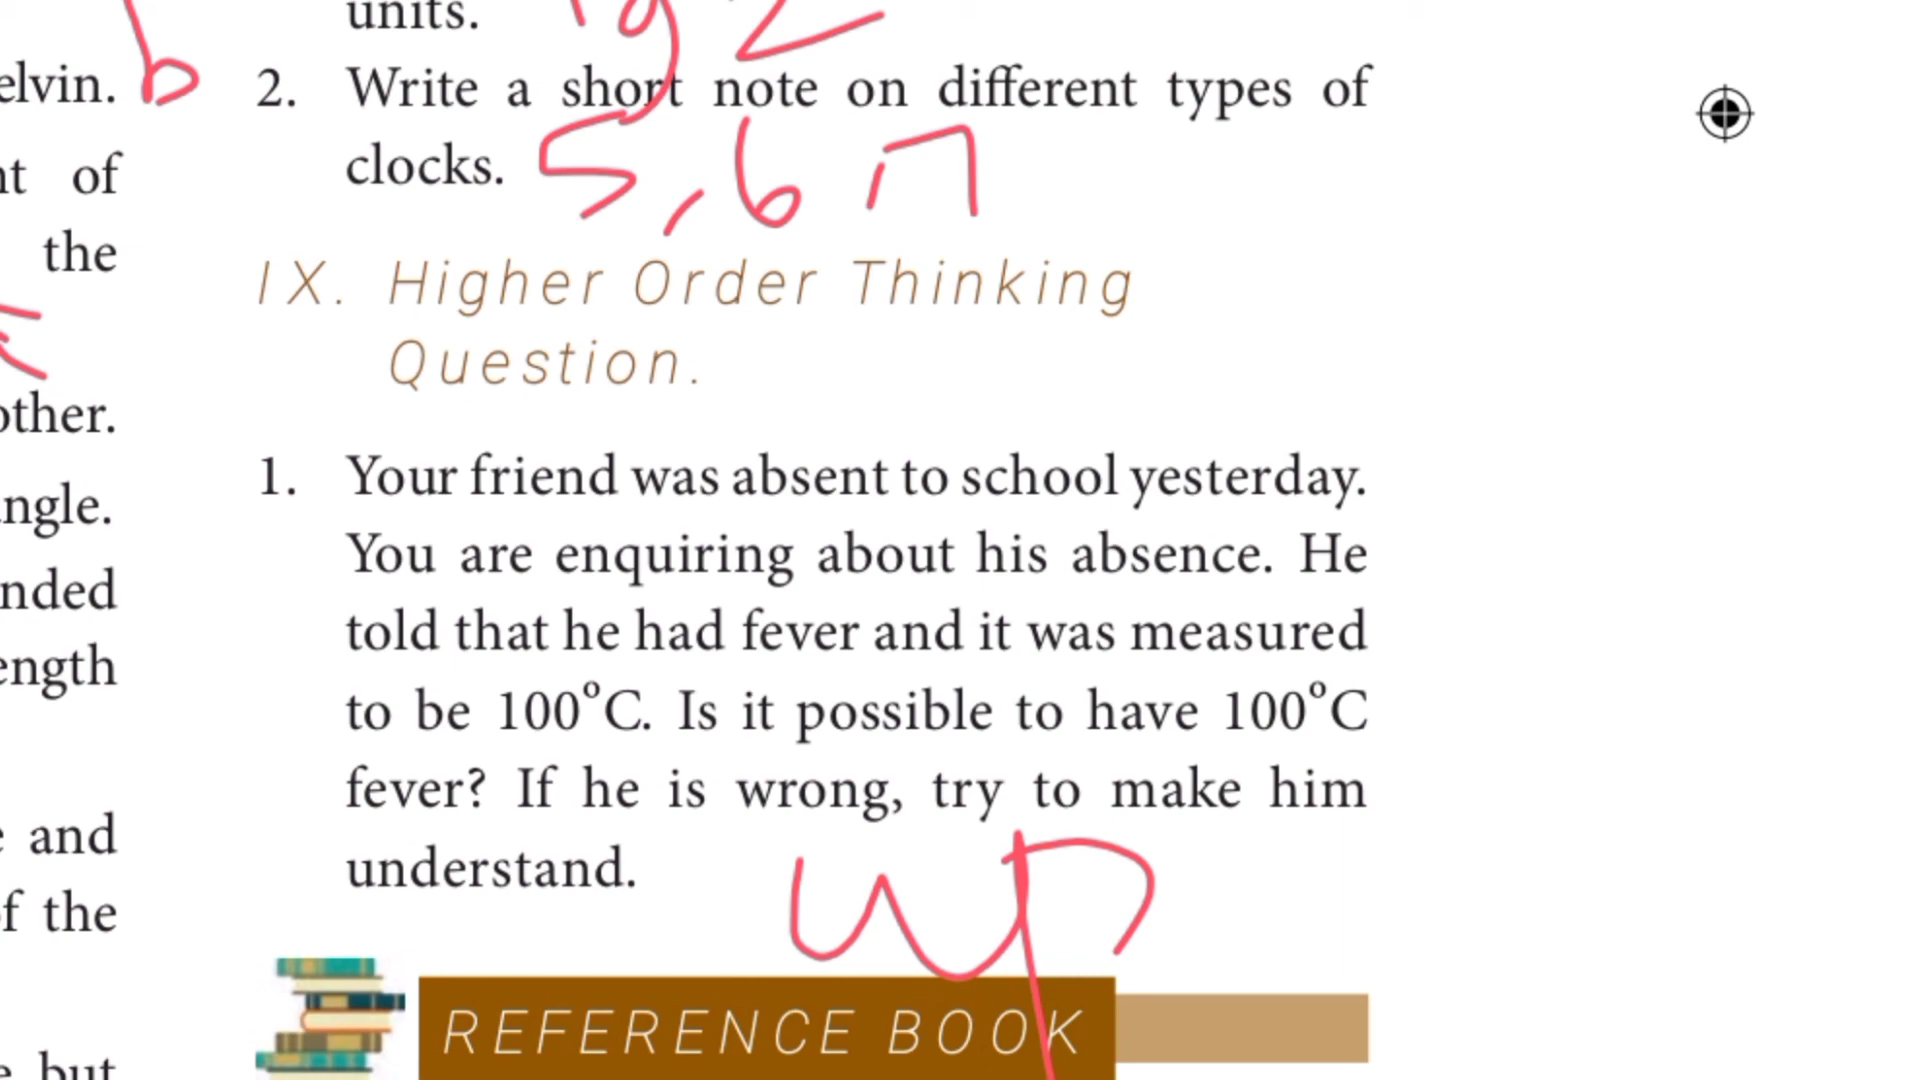 elvin.
nt of
the
other.
ngle.
nded
ength
e and
of the
e but
b
units.
2. Write a short note on different types of
clocks. 5, 6 7
IX. Higher Order Thinking
Question.
1. Your friend was absent to school yesterday.
You are enquiring about his absence. He
told that he had fever and it was measured
to be 100°C. Is it possible to have 100°C
fever? If he is wrong, try to make him
understand.
REFERENCE BOOK